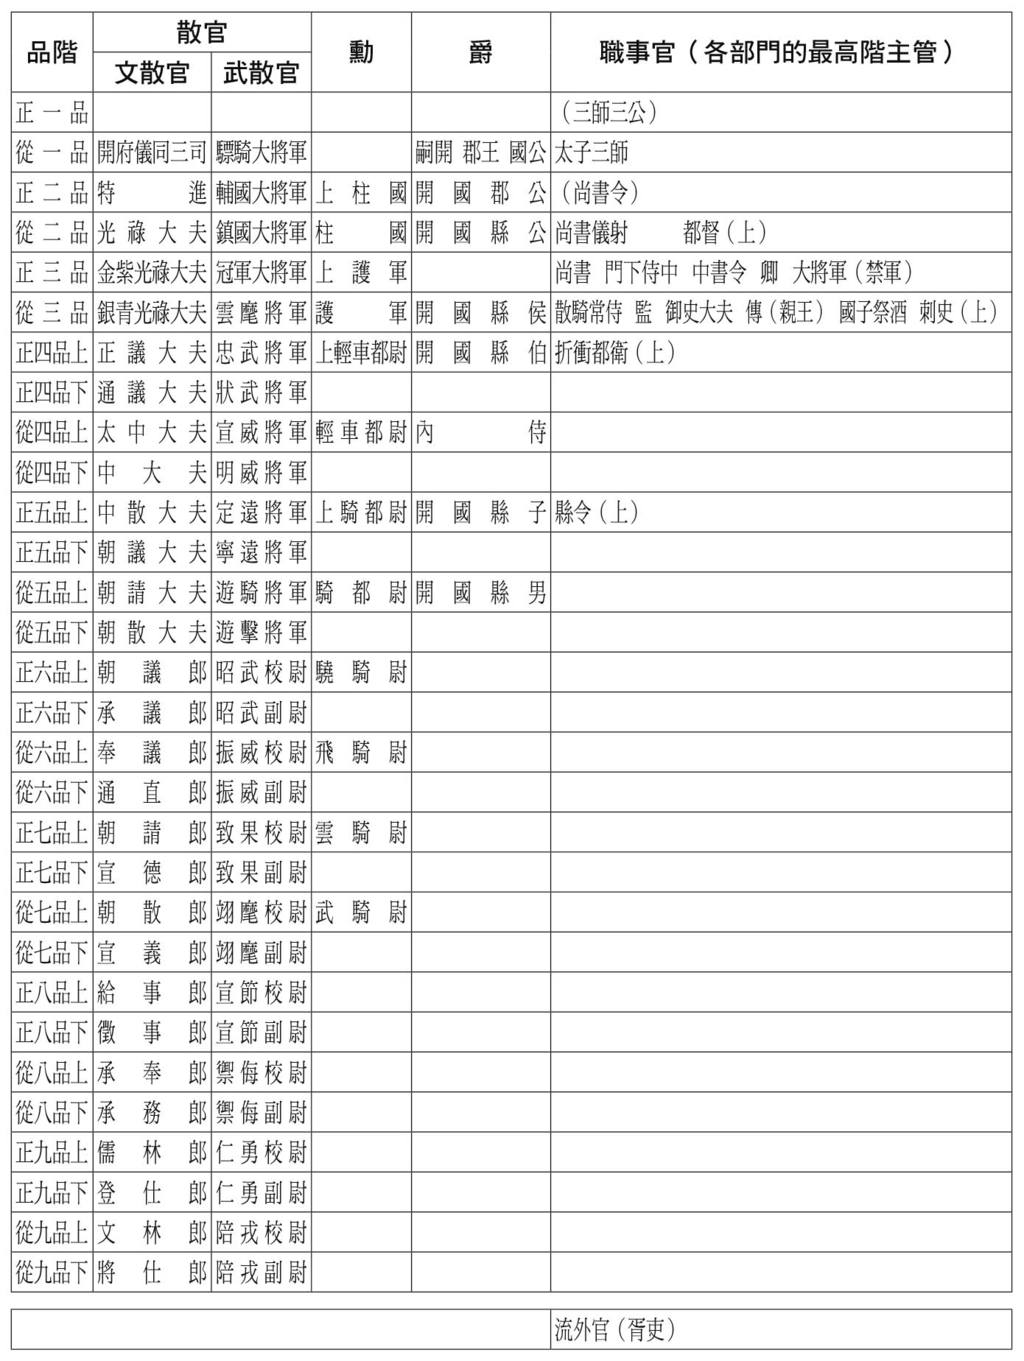 品階 散官 勳 爵 職事官（各部門的最高階主管）
文散官 武散官
正一品 （三師三公）
從一品 開府儀同三司 驃騎大將軍 嗣開 郡王 國公 太子三師
正二品 特進 輔國大將軍 上柱國 開國郡公 （尚書令）
從二品 光祿大夫 鎮國大將軍 柱國 開國縣公 尚書儀射 都督（上）
正三品 金紫光祿大夫 冠軍大將軍 上護軍 尚書 門下侍中 中書令 卿 大將軍（禁軍）
從三品 銀青光祿大夫 雲麾將軍 護軍 開國縣侯 散騎常侍 監 御史大夫 傅（親王） 國子祭酒 刺史（上）
正四品上 正議大夫 忠武將軍 上輕車都尉 開國縣伯 折衝都衛（上）
正四品下 通議大夫 狀武將軍
從四品上 太中大夫 宣威將軍 輕車都尉 內侍
從四品下 中大夫 明威將軍
正五品上 中散大夫 定遠將軍 上騎都尉 開國縣子 縣令（上）
正五品下 朝議大夫 寧遠將軍
從五品上 朝請大夫 遊騎將軍 騎都尉 開國縣男
從五品下 朝散大夫 遊擊將軍
正六品上 朝議郎 昭武校尉 驍騎尉
正六品下 承議郎 昭武副尉
從六品上 奉議郎 振威校尉 飛騎尉
從六品下 通直郎 振威副尉
正七品上 朝請郎 致果校尉 雲騎尉
正七品下 宣德郎 致果副尉
從七品上 朝散郎 翊麾校尉 武騎尉
從七品下 宣義郎 翊麾副尉
正八品上 給事郎 宣節校尉
正八品下 徵事郎 宣節副尉
從八品上 承奉郎 禦侮校尉
從八品下 承務郎 禦侮副尉
正九品上 儒林郎 仁勇校尉
正九品下 登仕郎 仁勇副尉
從九品上 文林郎 陪戎校尉
從九品下 將仕郎 陪戎副尉
流外官（胥吏）